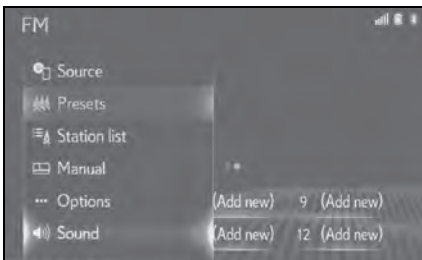 FM
Source
Presets
Station list
Manual
Options (Add new) 9 (Add new)
Sound (Add new) 12 (Add new)